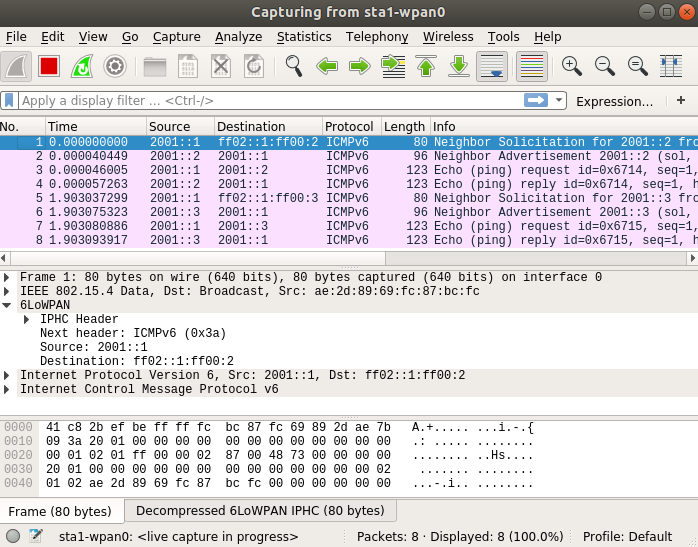 Capturing from sta1-wpan0
File Edit View Go Capture Analyze Statistics Telephony Wireless Tools Help
Apply a display filter ... <Ctrl-/> Expression... +
No. Time Source Destination Protocol Length Info
1 0.000000000 2001::1 ff02::1:ff00:2 ICMPv6 80 Neighbor Solicitation for 2001::2 fro
2 0.000040449 2001::2 2001::1 ICMPv6 96 Neighbor Advertisement 2001::2 (sol,
3 0.000046005 2001::1 2001::2 ICMPv6 123 Echo (ping) request id=0x6714, seq=1,
4 0.000057263 2001::2 2001::1 ICMPv6 123 Echo (ping) reply id=0x6714, seq=1, h
5 1.903037299 2001::1 ff02::1:ff00:3 ICMPv6 80 Neighbor Solicitation for 2001::3 fro
6 1.903075323 2001::3 2001::1 ICMPv6 96 Neighbor Advertisement 2001::3 (sol,
7 1.903080886 2001::1 2001::3 ICMPv6 123 Echo (ping) request id=0x6715, seq=1,
8 1.903093917 2001::3 2001::1 ICMPv6 123 Echo (ping) reply id=0x6715, seq=1, h
Frame 1: 80 bytes on wire (640 bits), 80 bytes captured (640 bits) on interface 0
IEEE 802.15.4 Data, Dst: Broadcast, Src: ae:2d:89:69:fc:87:bc:fc
6LoWPAN
IPHC Header
Next header: ICMPv6 (0x3a)
Source: 2001::1
Destination: ff02::1:ff00:2
Internet Protocol Version 6, Src: 2001::1, Dst: ff02::1:ff00:2
Internet Control Message Protocol v6
0000 41 c8 2b ef be ff ff fc bc 87 fc 69 89 2d ae 7b A.+..... ...i.-.{
0010 09 3a 20 01 00 00 00 00 00 00 00 00 00 00 00 00 .: ..... ........
0020 00 01 02 01 ff 00 00 02 87 00 48 73 00 00 00 00 ........ ..Hs....
0030 20 01 00 00 00 00 00 00 00 00 00 00 00 00 00 02 ....... ........
0040 01 02 ae 2d 89 69 fc 87 bc fc 00 00 00 00 00 00 ...-.i.. ........
Frame (80 bytes) Decompressed 6LoWPAN IPHC (80 bytes)
sta1-wpan0: <live capture in progress> Packets: 8 · Displayed: 8 (100.0%) Profile: Default